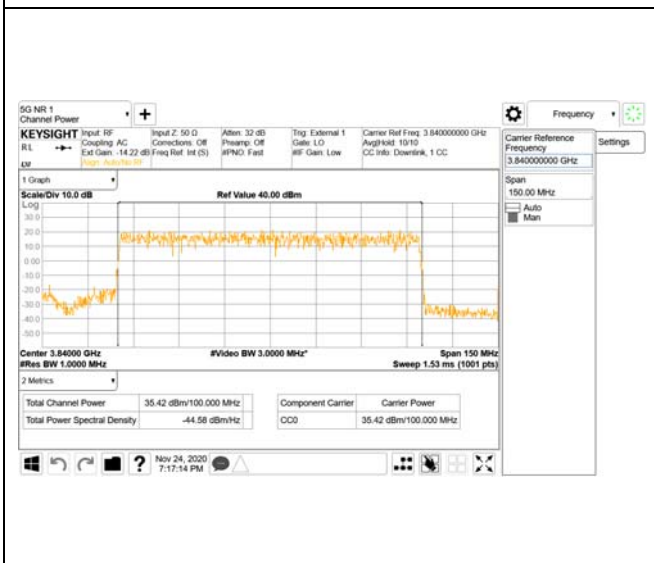 5G NR 1
Channel Power
Frequency
KEYSIGHT
RL
Input: RF
Coupling: AC
Ext Gain: -14.22 dB
Align: Auto/No RF
Input Z: 50 Ω
Corrections: Off
Freq Ref: Int (S)
Atten: 32 dB
Preamp: Off
#PNO: Fast
Trig: External 1
Gate: LO
#IF Gain: Low
Carrier Ref Freq: 3.840000000 GHz
Avg|Hold: 10/10
CC Info: Downlink, 1 CC
Carrier Reference
Frequency
3.840000000 GHz
Span
150.00 MHz
Auto
Man
Settings
1 Graph
Scale/Div 10.0 dB
Ref Value 40.00 dBm
Log
30.0
20.0
10.0
0.00
-10.0
-20.0
-30.0
-40.0
-50.0
Center 3.84000 GHz
#Video BW 3.0000 MHz*
Span 150 MHz
#Res BW 1.0000 MHz
Sweep 1.53 ms (1001 pts)
2 Metrics
Total Channel Power 35.42 dBm/100.000 MHz
Total Power Spectral Density -44.58 dBm/Hz
Component Carrier Carrier Power
CC0 35.42 dBm/100.000 MHz
?
Nov 24, 2020
7:17:14 PM